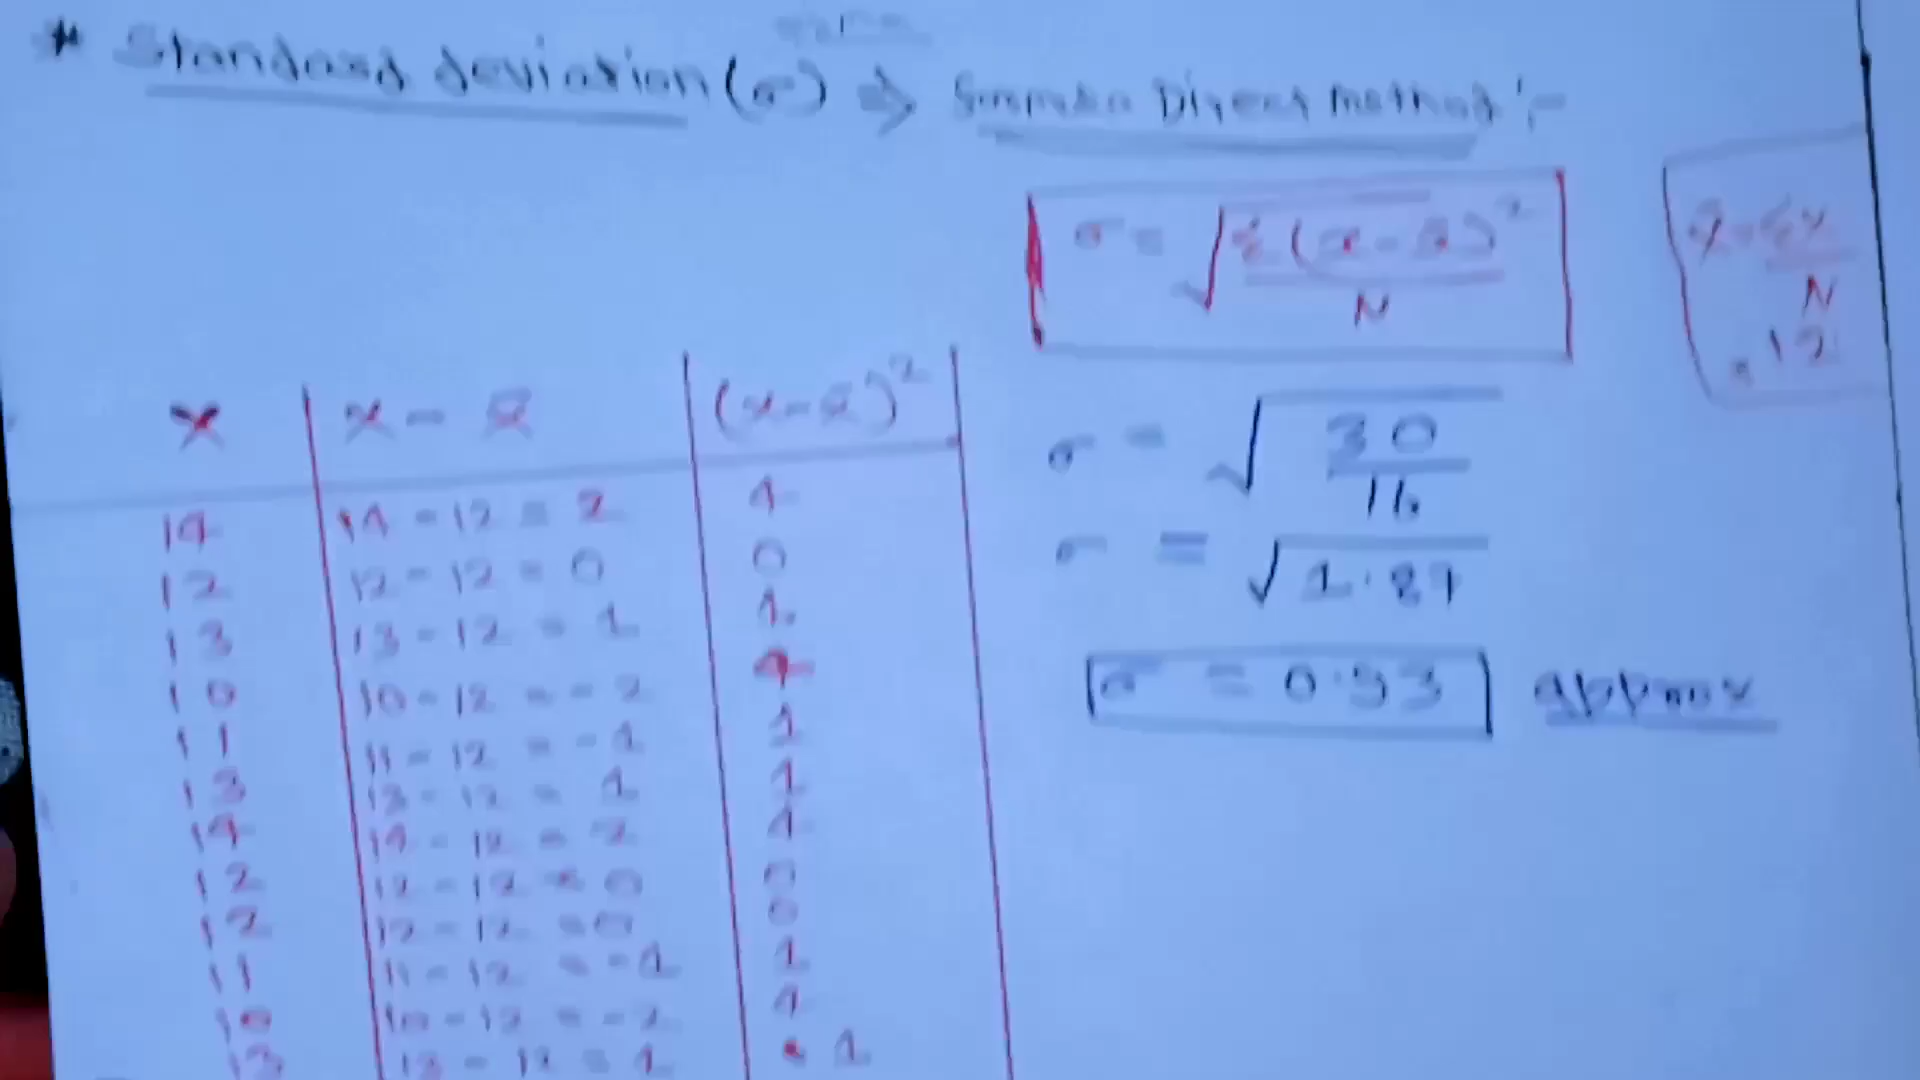 * Standard deviation (σ) ⇒ Direct method :-
σ = √(Σ(x - x̄)² / N)
x̄ = Σx / N
= 12
x | x - x̄ | (x - x̄)²
14 | 14 - 12 = 2 | 4
12 | 12 - 12 = 0 | 0
13 | 13 - 12 = 1 | 1
10 | 10 - 12 = -2 | 4
11 | 11 - 12 = -1 | 1
13 | 13 - 12 = 1 | 1
14 | 14 - 12 = 2 | 4
12 | 12 - 12 = 0 | 0
12 | 12 - 12 = 0 | 0
11 | 11 - 12 = -1 | 1
10 | 10 - 12 = -2 | 4
13 | 13 - 12 = 1 | 1
σ = √(30 / 16)
σ = √1.87
σ = 0.93 approx